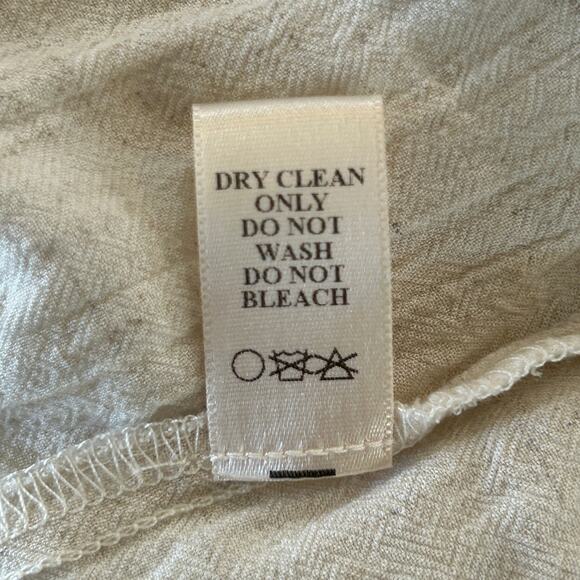 DRY CLEAN
ONLY
DO NOT
WASH
DO NOT
BLEACH